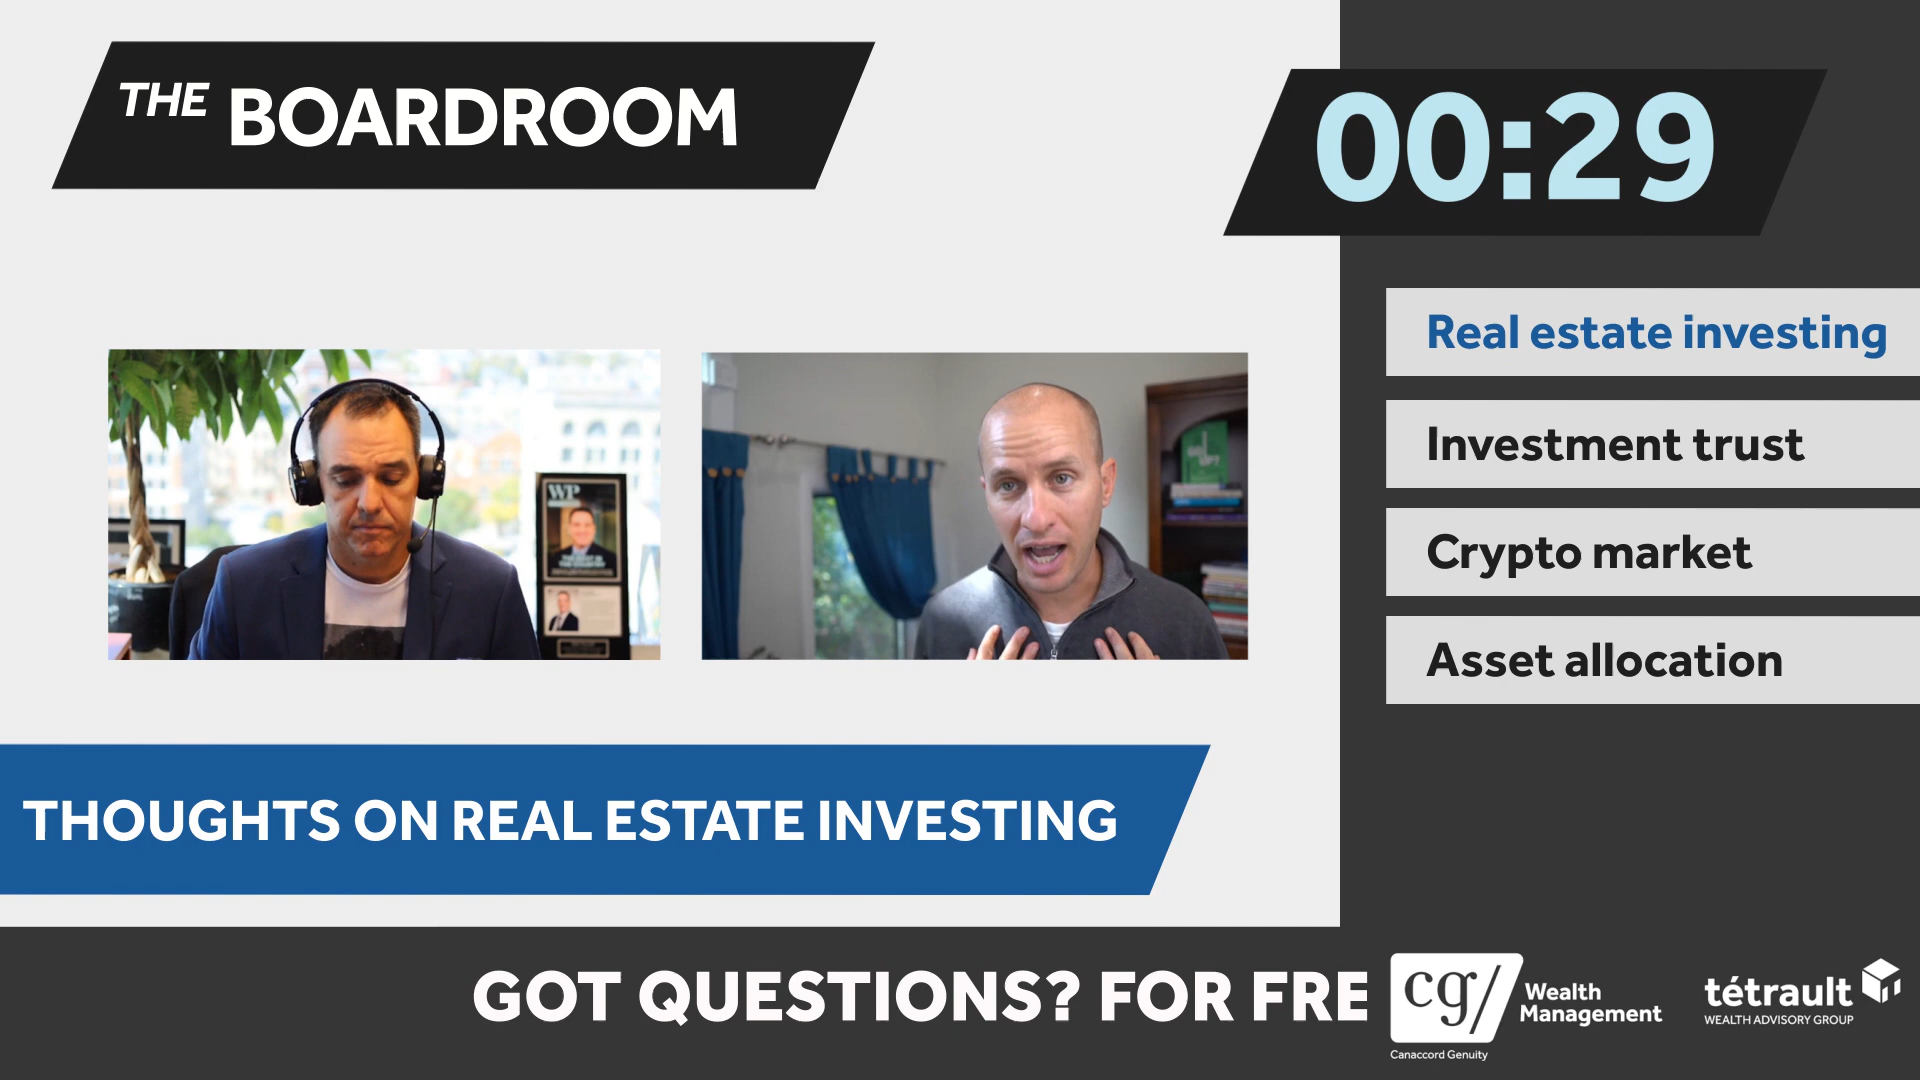 THE BOARDROOM
00:29
Real estate investing
Investment trust
Crypto market
Asset allocation
WP
THOUGHTS ON REAL ESTATE INVESTING
GOT QUESTIONS? FOR FRE
cg/ Wealth
Management
Canaccord Genuity
tétrault
WEALTH ADVISORY GROUP